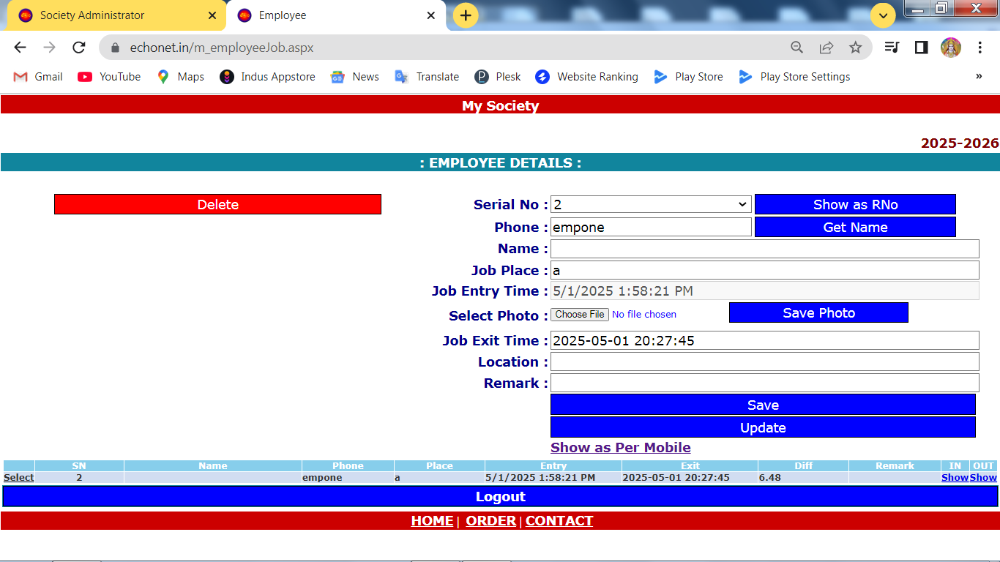 Society Administrator Employee
echonet.in/m_employeeJob.aspx
Gmail YouTube Maps Indus Appstore News Translate Plesk Website Ranking Play Store Play Store Settings »
My Society
2025-2026
: EMPLOYEE DETAILS :
Delete Serial No : 2 Show as RNo
Phone : empone Get Name
Name :
Job Place : a
Job Entry Time : 5/1/2025 1:58:21 PM
Select Photo : Choose File No file chosen Save Photo
Job Exit Time : 2025-05-01 20:27:45
Location :
Remark :
Save
Update
Show as Per Mobile
SN Name Phone Place Entry Exit Diff Remark IN OUT
Select 2 empone a 5/1/2025 1:58:21 PM 2025-05-01 20:27:45 6.48 Show Show
Logout
HOME | ORDER | CONTACT